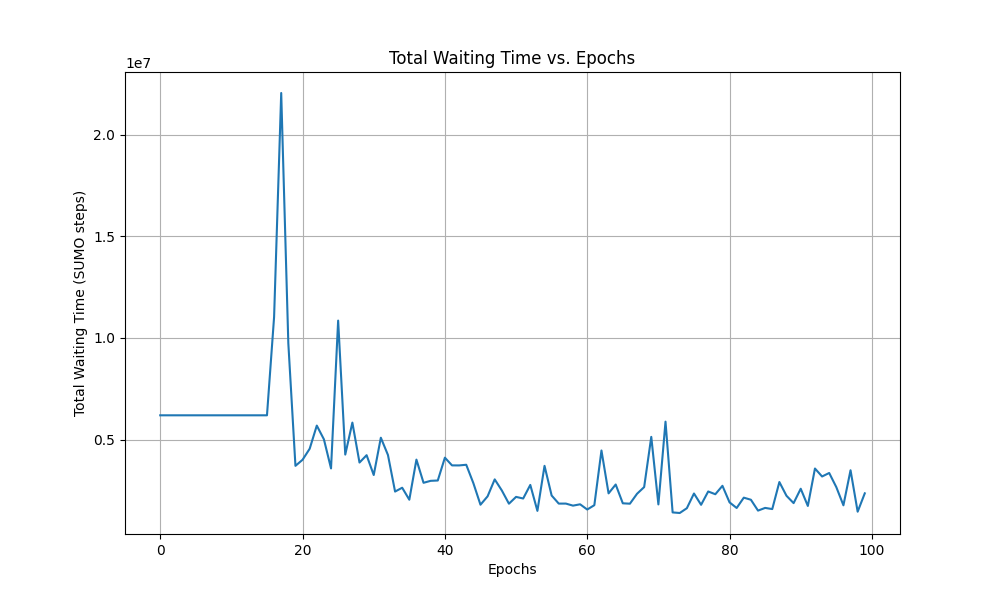 Total Waiting Time vs. Epochs
1e7
2.0
1.5
1.0
0.5
Total Waiting Time (SUMO steps)
0 20 40 60 80 100
Epochs